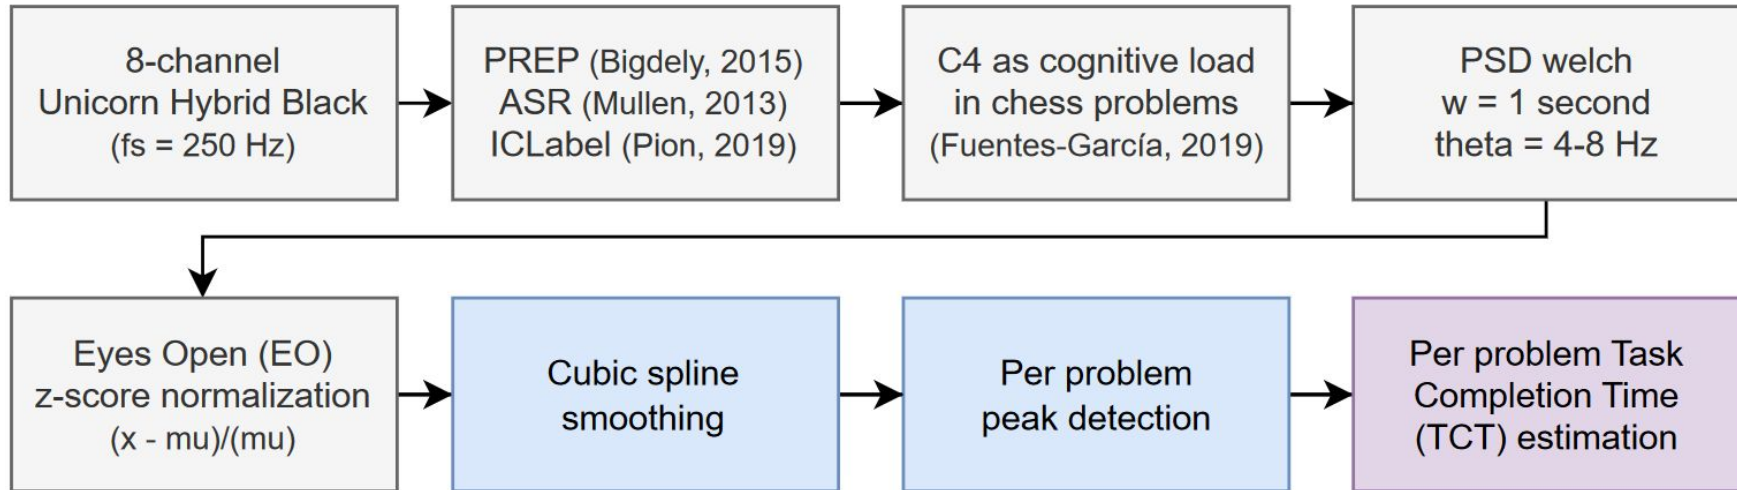 8-channel
Unicorn Hybrid Black
(fs = 250 Hz)
PREP (Bigdely, 2015)
ASR (Mullen, 2013)
ICLabel (Pion, 2019)
C4 as cognitive load
in chess problems
(Fuentes-García, 2019)
PSD welch
w = 1 second
theta = 4-8 Hz
Eyes Open (EO)
z-score normalization
(x - mu)/(mu)
Cubic spline
smoothing
Per problem
peak detection
Per problem Task
Completion Time
(TCT) estimation